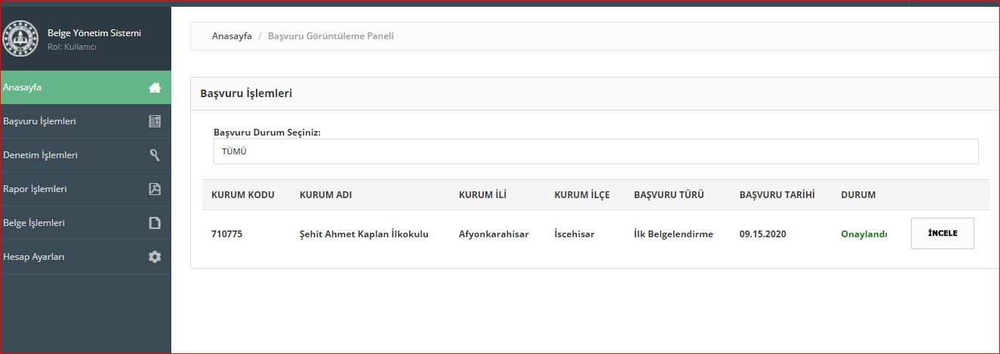 Belge Yönetim Sistemi
Rol: Kullanıcı
Anasayfa
Başvuru İşlemleri
Denetim İşlemleri
Rapor İşlemleri
Belge İşlemleri
Hesap Ayarları
Anasayfa / Başvuru Görüntüleme Paneli
Başvuru İşlemleri
Başvuru Durum Seçiniz:
TÜMÜ
KURUM KODU KURUM ADI KURUM İLİ KURUM İLÇE BAŞVURU TÜRÜ BAŞVURU TARİHİ DURUM
710775 Şehit Ahmet Kaplan İlkokulu Afyonkarahisar İscehisar İlk Belgelendirme 09.15.2020 Onaylandı İNCELE